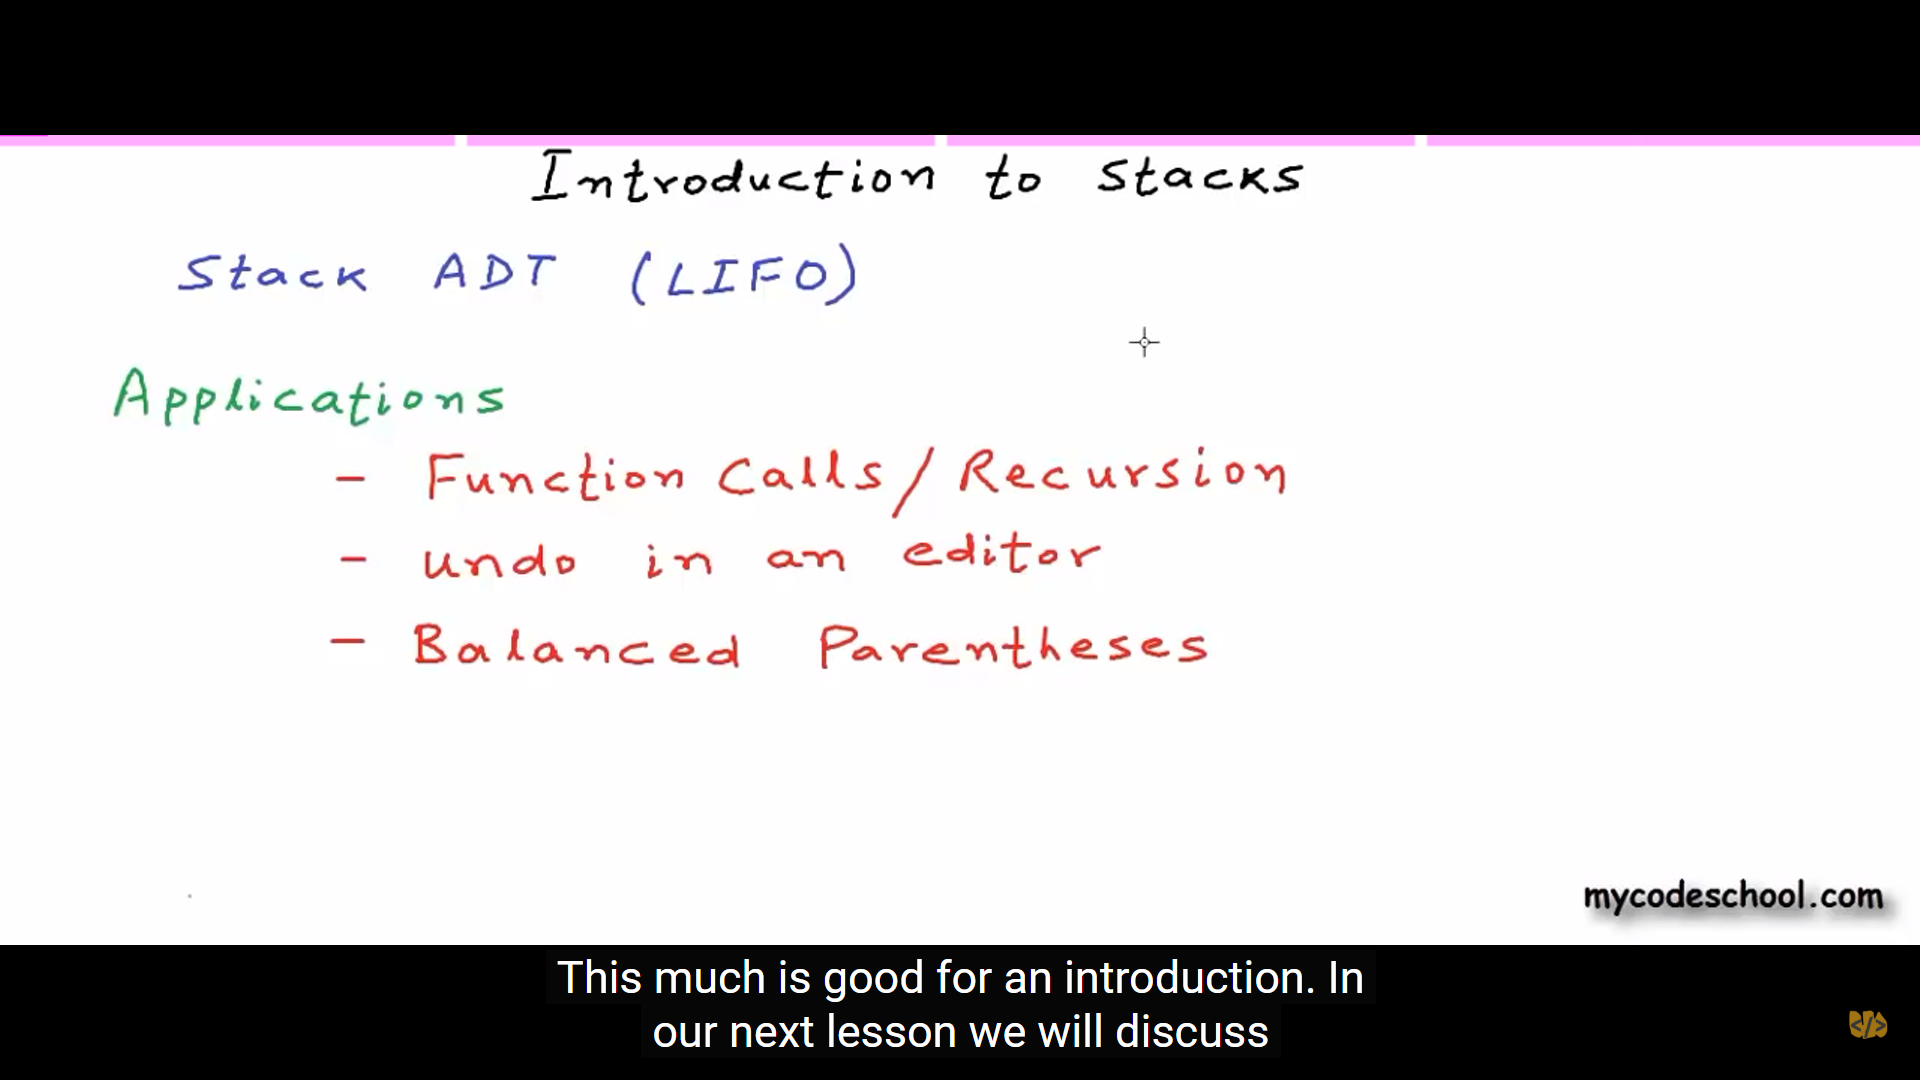 Introduction to stacks
Stack ADT (LIFO)
Applications
- Function Calls/Recursion
- undo in an editor
- Balanced Parentheses
mycodeschool.com
This much is good for an introduction. In
our next lesson we will discuss